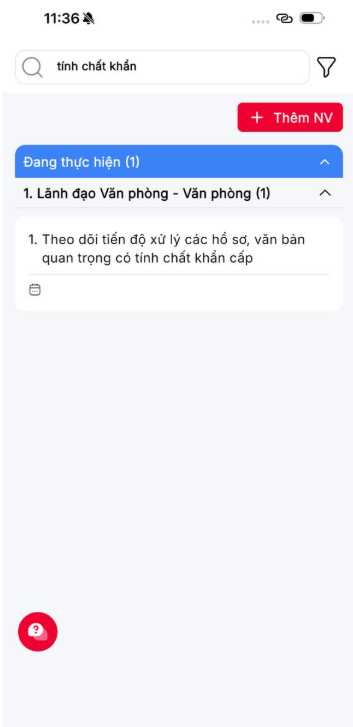 11:36
tính chất khẩn
+ Thêm NV
Đang thực hiện (1)
1. Lãnh đạo Văn phòng - Văn phòng (1)
1. Theo dõi tiến độ xử lý các hồ sơ, văn bản
quan trọng có tính chất khẩn cấp